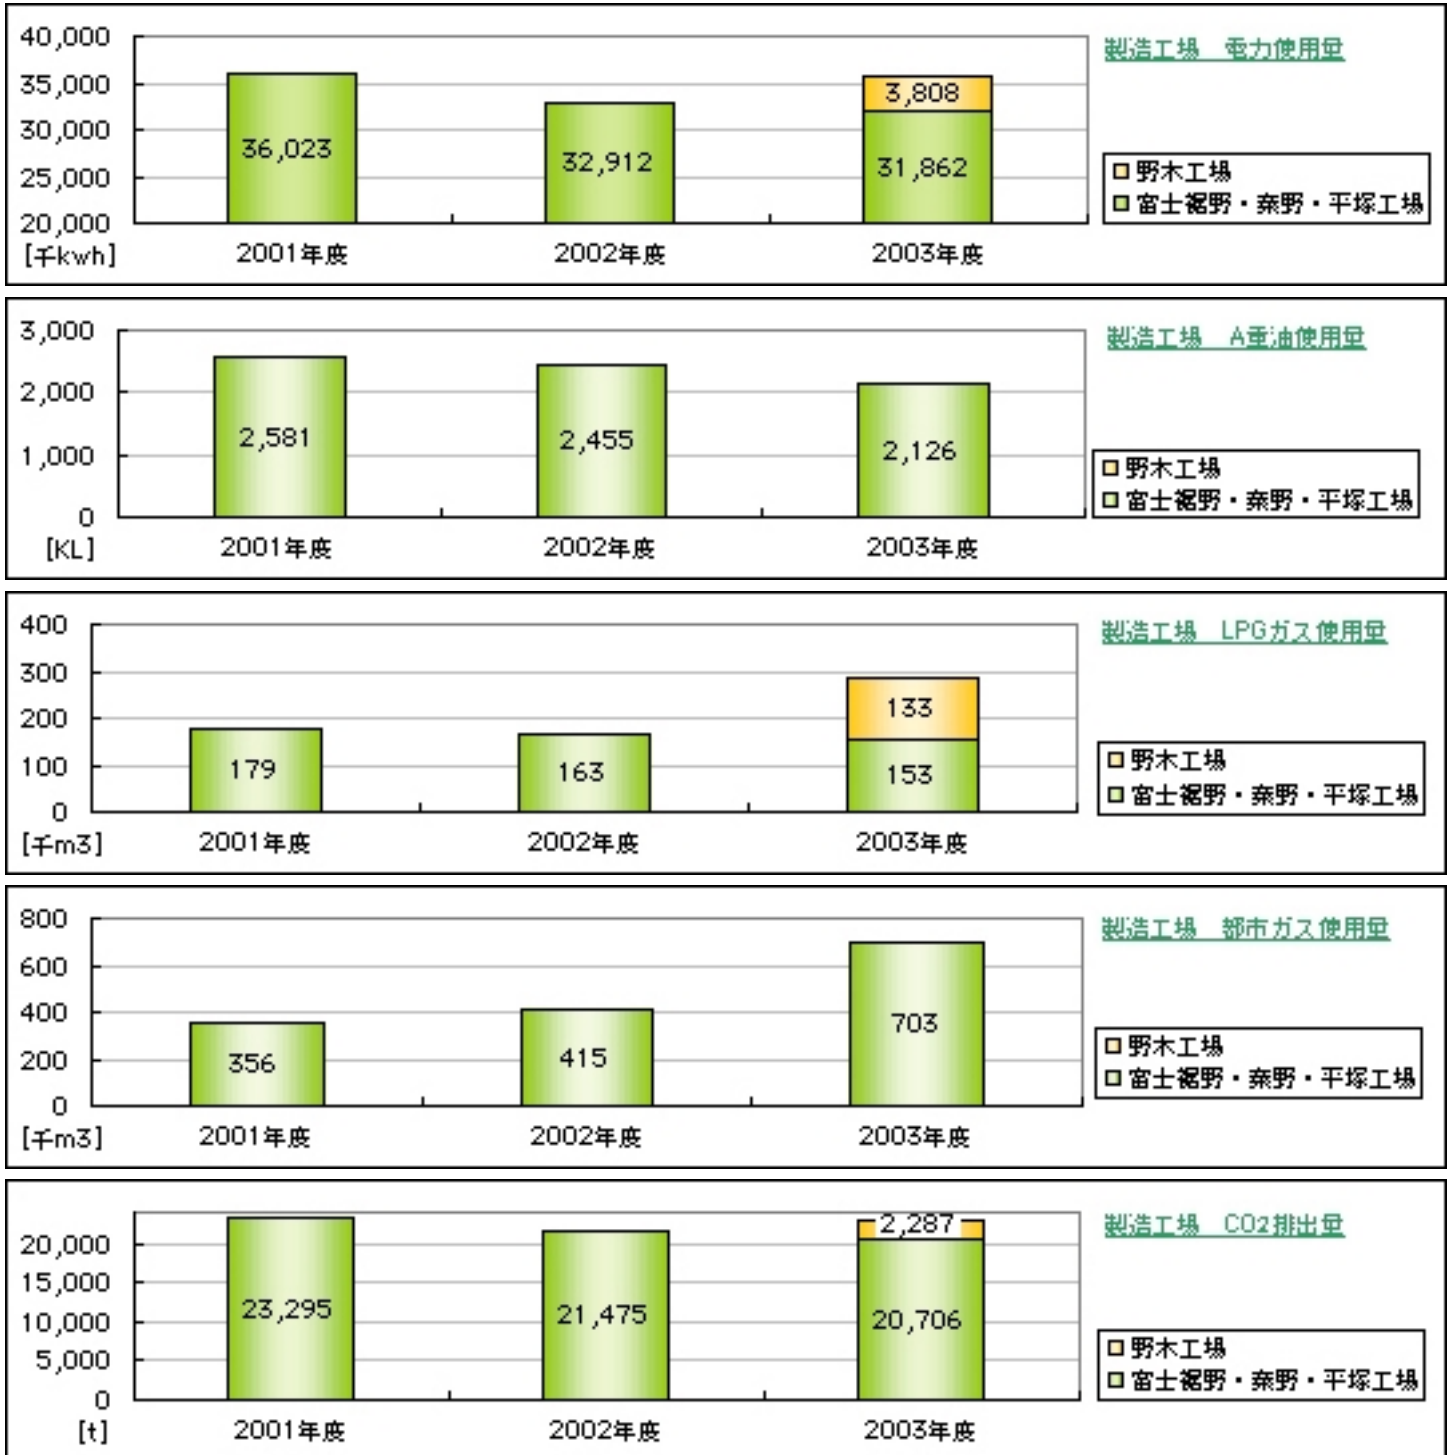 製造工場　電力使用量
40,000
35,000
30,000
25,000
20,000
[千kwh]
36,023
32,912
3,808
31,862
2001年度
2002年度
2003年度
野木工場
富士裾野・秦野・平塚工場
製造工場　A重油使用量
3,000
2,000
1,000
0
[KL]
2,581
2,455
2,126
2001年度
2002年度
2003年度
野木工場
富士裾野・秦野・平塚工場
製造工場　LPGガス使用量
400
300
200
100
0
[千m3]
179
163
133
153
2001年度
2002年度
2003年度
野木工場
富士裾野・秦野・平塚工場
製造工場　都市ガス使用量
800
600
400
200
0
[千m3]
356
415
703
2001年度
2002年度
2003年度
野木工場
富士裾野・秦野・平塚工場
製造工場　CO2排出量
20,000
15,000
10,000
5,000
0
[t]
23,295
21,475
2,287
20,706
2001年度
2002年度
2003年度
野木工場
富士裾野・秦野・平塚工場